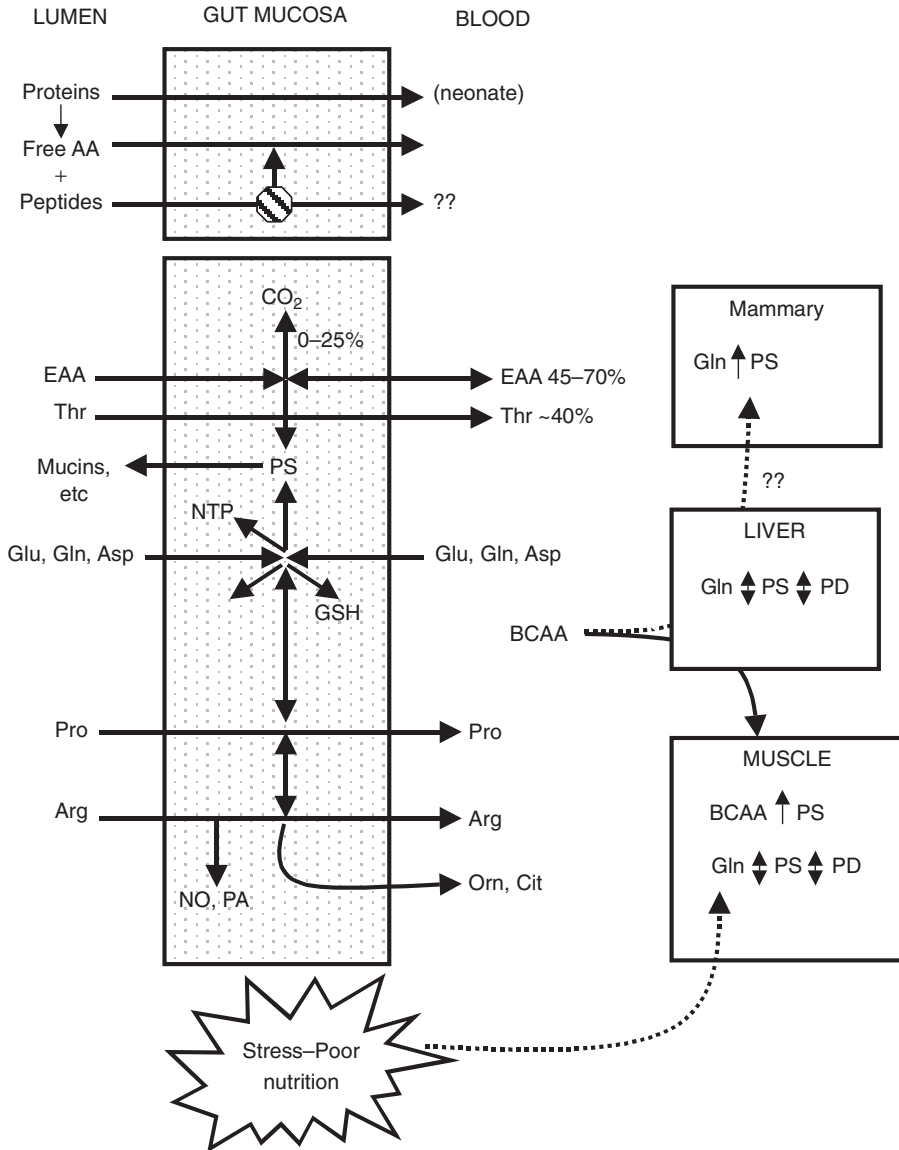 LUMEN
GUT MUCOSA
BLOOD
Proteins
(neonate)
Free AA
+
Peptides
??
CO₂
0–25%
EAA
EAA 45–70%
Thr
Thr ~40%
Mucins,
etc
PS
NTP
Glu, Gln, Asp
Glu, Gln, Asp
GSH
Pro
Pro
Arg
Arg
Orn, Cit
NO, PA
Stress–Poor
nutrition
Mammary
Gln PS
??
LIVER
Gln PS PD
BCAA
MUSCLE
BCAA PS
Gln PS PD